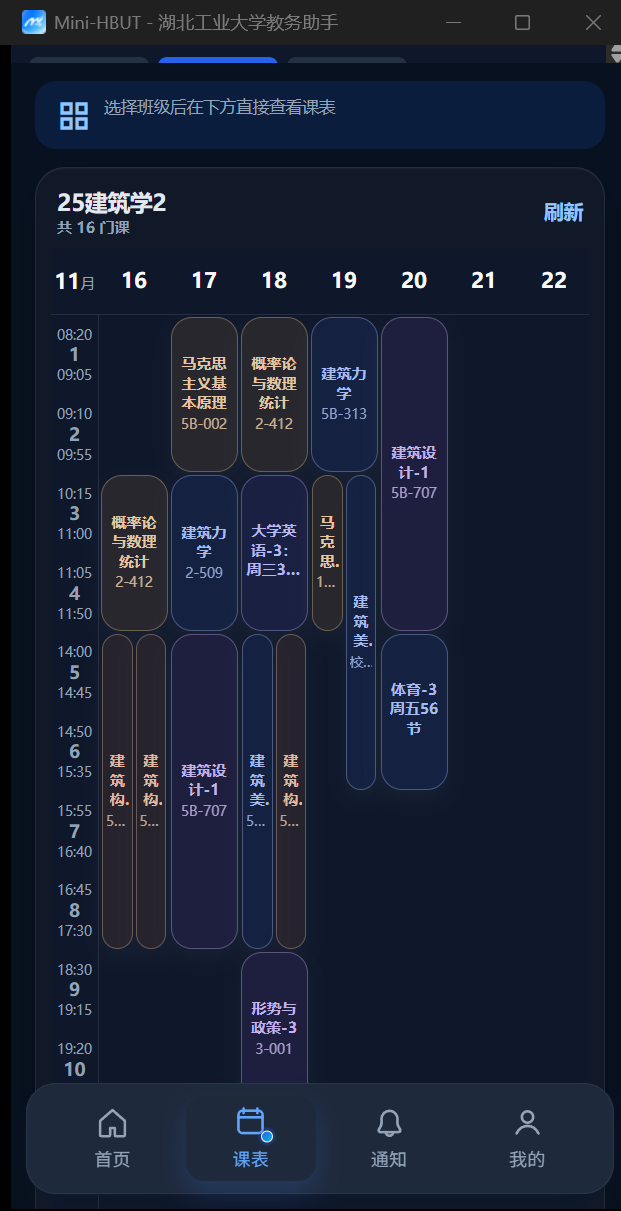 Mini-HBUT - 湖北工业大学教务助手
选择班级后在下方直接查看课表
25建筑学2
共 16 门课
刷新
11月 16 17 18 19 20 21 22
08:20
1
09:05
09:10
2
09:55
10:15
3
11:00
11:05
4
11:50
14:00
5
14:45
14:50
6
15:35
15:55
7
16:40
16:45
8
17:30
18:30
9
19:15
19:20
10
概率论
与数理
统计
2-412
建
筑
构.
5...
建
筑
构.
5...
马克思
主义基
本原理
5B-002
建筑力
学
2-509
建筑设
计-1
5B-707
概率论
与数理
统计
2-412
大学英
语-3：
周三3...
建
筑
美.
5...
建
筑
构.
5...
形势与
政策-3
3-001
建筑力
学
5B-313
马
克
思.
1...
建
筑
美.
校...
建筑设
计-1
5B-707
体育-3
周五56
节
首页
课表
通知
我的